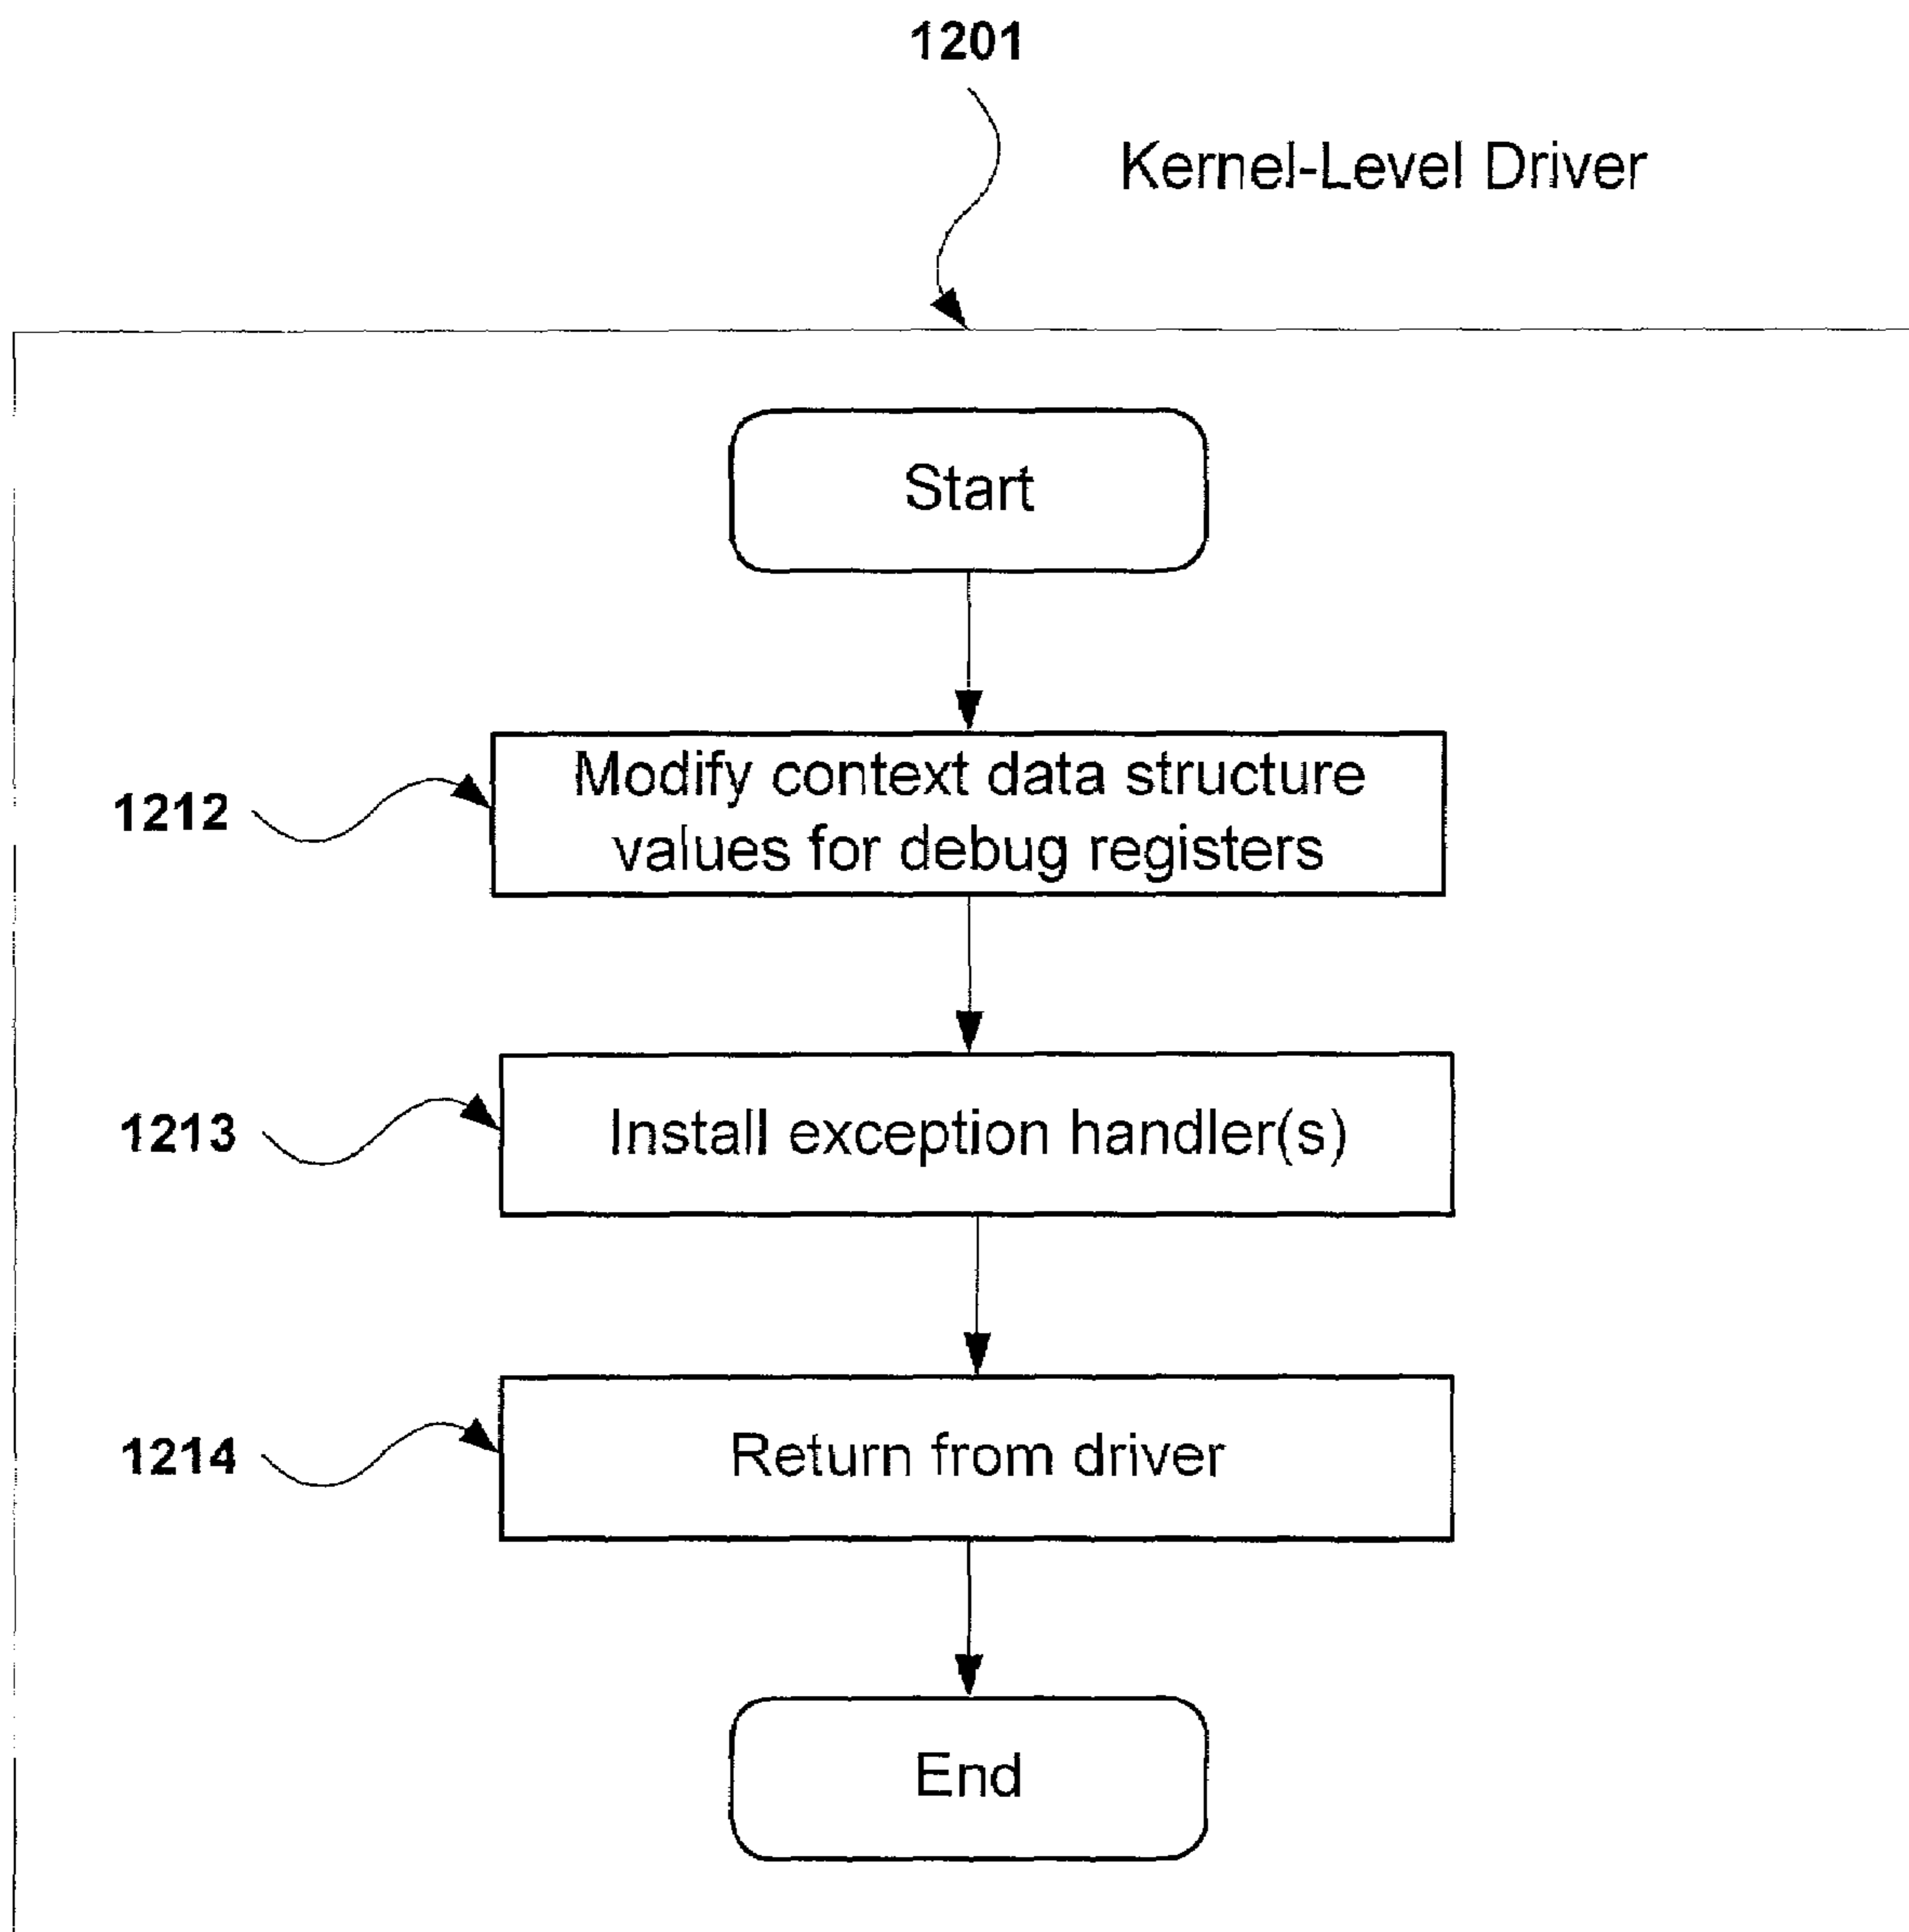 1201
Kernel-Level Driver
Start
1212
Modify context data structure
values for debug registers
1213
Install exception handler(s)
1214
Return from driver
End